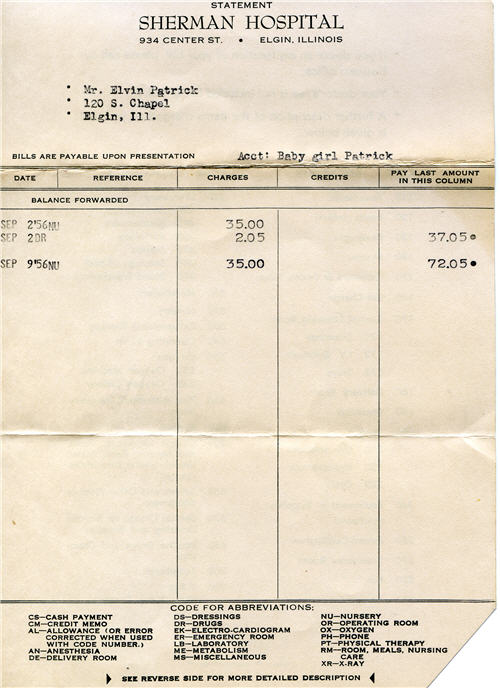 STATEMENT
SHERMAN HOSPITAL
934 CENTER ST. • ELGIN, ILLINOIS
Mr. Elvin Patrick
120 S. Chapel
Elgin, Ill.
BILLS ARE PAYABLE UPON PRESENTATION Acct: Baby girl Patrick
DATE REFERENCE CHARGES CREDITS PAY LAST AMOUNT IN THIS COLUMN
BALANCE FORWARDED
SEP 2'56NU 35.00
SEP 2DR 2.05 37.05
SEP 9'56NU 35.00 72.05
CODE FOR ABBREVIATIONS:
CS—CASH PAYMENT
CM—CREDIT MEMO
AL—ALLOWANCE (OR ERROR
CORRECTED WHEN USED
WITH CODE NUMBER.)
AN—ANESTHESIA
DE—DELIVERY ROOM
DS—DRESSINGS
DR—DRUGS
EK—ELECTRO-CARDIOGRAM
ER—EMERGENCY ROOM
LB—LABORATORY
ME—METABOLISM
MS—MISCELLANEOUS
NU—NURSERY
OR—OPERATING ROOM
OX—OXYGEN
PH—PHONE
PT—PHYSICAL THERAPY
RM—ROOM, MEALS, NURSING
CARE
XR—X-RAY
SEE REVERSE SIDE FOR MORE DETAILED DESCRIPTION